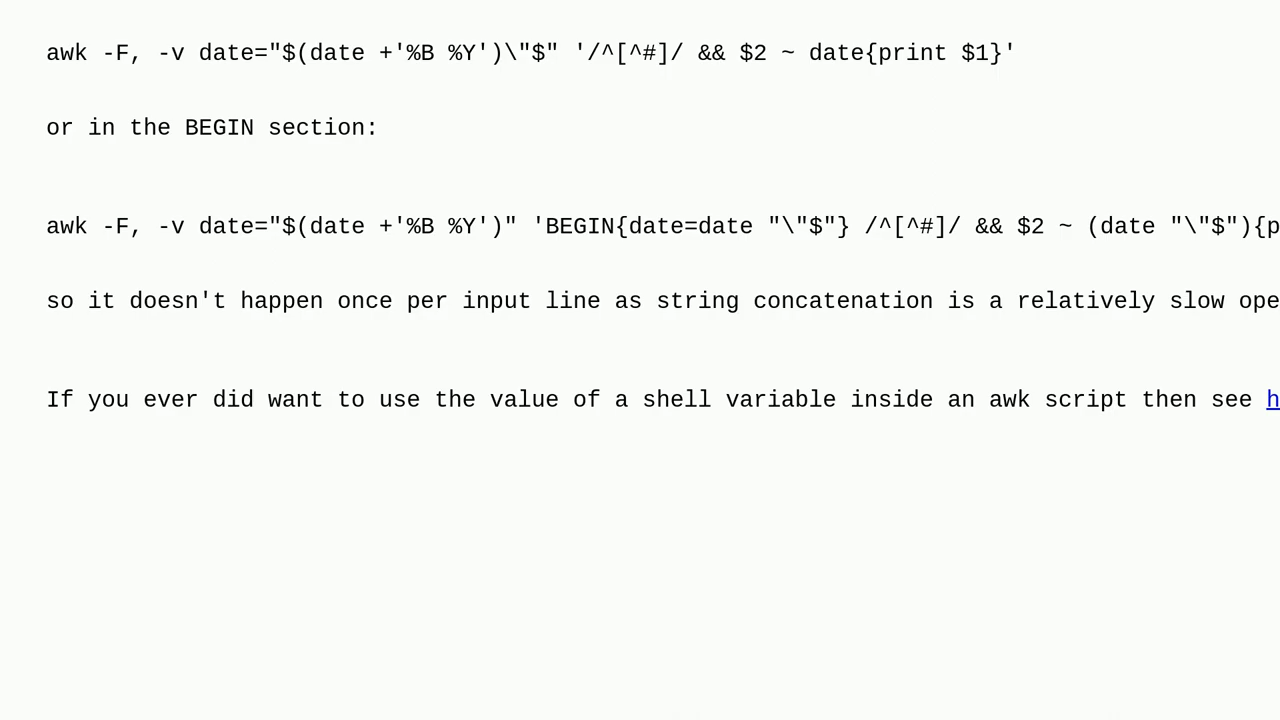 awk -F, -v date="$(date +'%B %Y')\"$" '/^[^#]/ && $2 ~ date{print $1}'
or in the BEGIN section:
awk -F, -v date="$(date +'%B %Y')" 'BEGIN{date=date "\"$"} /^[^#]/ && $2 ~ (date "\"$"){p
so it doesn't happen once per input line as string concatenation is a relatively slow ope
If you ever did want to use the value of a shell variable inside an awk script then see h